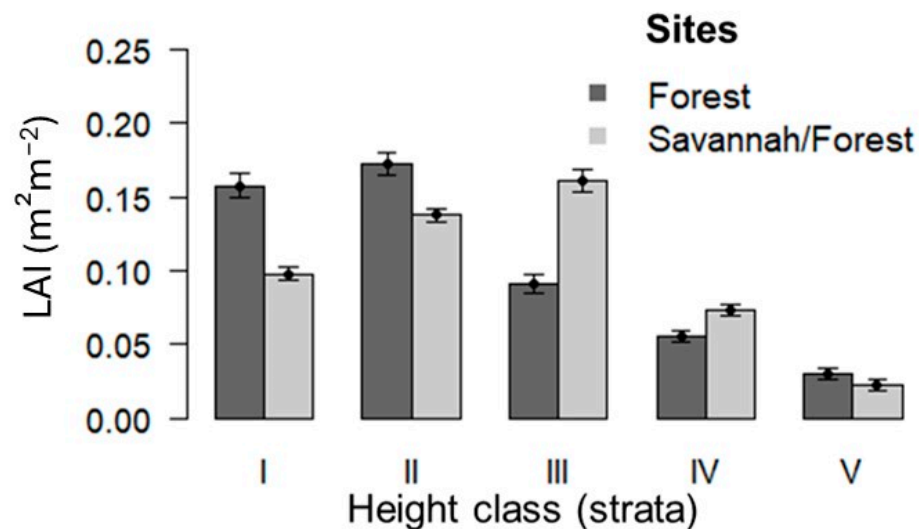 Sites
Forest
Savannah/Forest
LAI (m²m⁻²)
0.25
0.20
0.15
0.10
0.05
0.00
I II III IV V
Height class (strata)